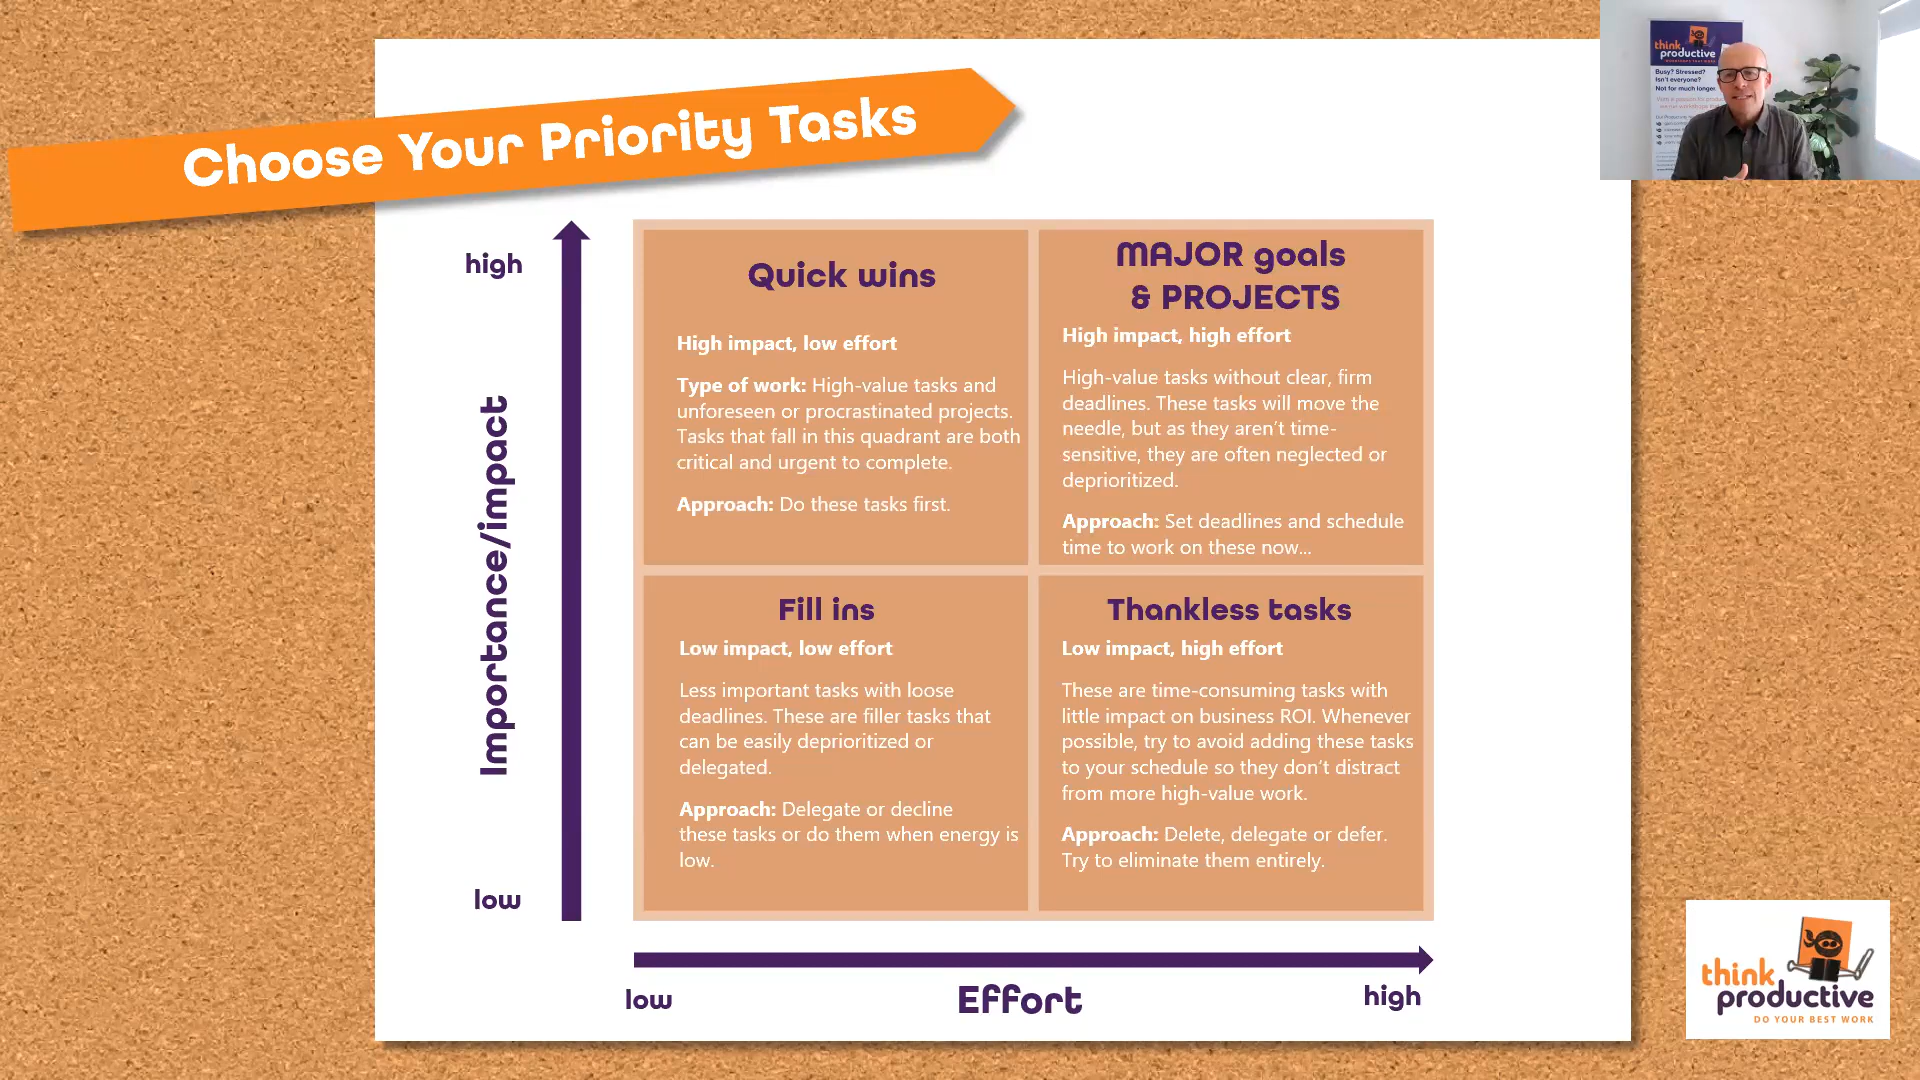 Choose Your Priority Tasks
think
productive
Busy? Stressed?
Isn't everyone?
Not for much longer
high
Importance/impact
low
Quick wins
High impact, low effort
Type of work: High-value tasks and
unforeseen or procrastinated projects.
Tasks that fall in this quadrant are both
critical and urgent to complete.
Approach: Do these tasks first.
MAJOR goals
& PROJECTS
High impact, high effort
High-value tasks without clear, firm
deadlines. These tasks will move the
needle, but as they aren't time-
sensitive, they are often neglected or
deprioritized.
Approach: Set deadlines and schedule
time to work on these now...
Fill ins
Low impact, low effort
Less important tasks with loose
deadlines. These are filler tasks that
can be easily deprioritized or
delegated.
Approach: Delegate or decline
these tasks or do them when energy is
low.
Thankless tasks
Low impact, high effort
These are time-consuming tasks with
little impact on business ROI. Whenever
possible, try to avoid adding these tasks
to your schedule so they don't distract
from more high-value work.
Approach: Delete, delegate or defer.
Try to eliminate them entirely.
low
Effort
high
think
productive
DO YOUR BEST WORK